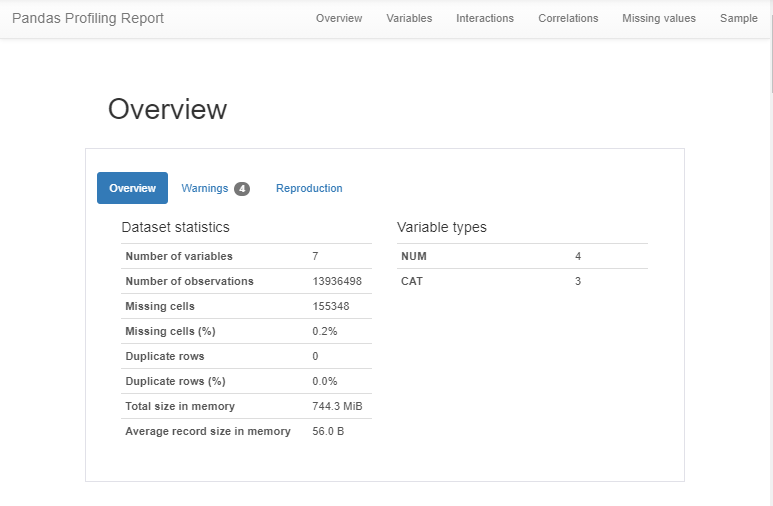 Pandas Profiling Report Overview Variables Interactions Correlations Missing values Sample
Overview
Overview Warnings 4 Reproduction
Dataset statistics
Number of variables 7
Number of observations 13936498
Missing cells 155348
Missing cells (%) 0.2%
Duplicate rows 0
Duplicate rows (%) 0.0%
Total size in memory 744.3 MiB
Average record size in memory 56.0 B
Variable types
NUM 4
CAT 3